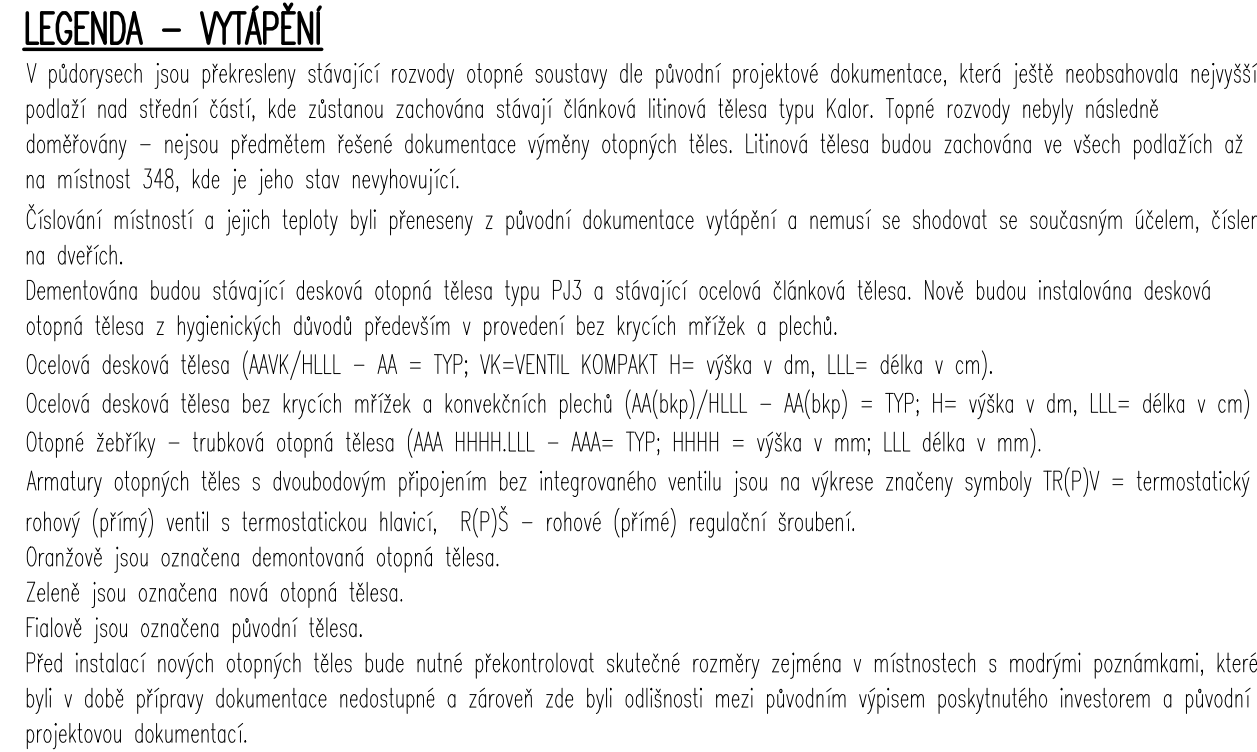 LEGENDA – VYTÁPĚNÍ
V půdorysech jsou překresleny stávající rozvody otopné soustavy dle původní projektové dokumentace, která ještě neobsahovala nejvyšší
podlaží nad střední částí, kde zůstanou zachována stávají článková litinová tělesa typu Kalor. Topné rozvody nebyly následně
doměřovány – nejsou předmětem řešené dokumentace výměny otopných těles. Litinová tělesa budou zachována ve všech podlažích až
na místnost 348, kde je jeho stav nevyhovující.
Číslování místností a jejich teploty byli přeneseny z původní dokumentace vytápění a nemusí se shodovat se současným účelem, číslem
na dveřích.
Dementována budou stávající desková otopná tělesa typu PJ3 a stávající ocelová článková tělesa. Nově budou instalována desková
otopná tělesa z hygienických důvodů především v provedení bez krycích mřížek a plechů.
Ocelová desková tělesa (AAVK/HLLL – AA = TYP; VK=VENTIL KOMPAKT H= výška v dm, LLL= délka v cm).
Ocelová desková tělesa bez krycích mřížek a konvekčních plechů (AA(bkp)/HLLL – AA(bkp) = TYP; H= výška v dm, LLL= délka v cm)
Otopné žebříky – trubková otopná tělesa (AAA HHHH.LLL – AAA= TYP; HHHH = výška v mm; LLL délka v mm).
Armatury otopných těles s dvoubodovým připojením bez integrovaného ventilu jsou na výkrese značeny symboly TR(P)V = termostatický
rohový (přímý) ventil s termostatickou hlavicí, R(P)Š – rohové (přímé) regulační šroubení.
Oranžově jsou označena demontovaná otopná tělesa.
Zeleně jsou označena nová otopná tělesa.
Fialově jsou označena původní tělesa.
Před instalací nových otopných těles bude nutné překontrolovat skutečné rozměry zejména v místnostech s modrými poznámkami, které
byli v době přípravy dokumentace nedostupné a zároveň zde byli odlišnosti mezi původním výpisem poskytnutého investorem a původní
projektovou dokumentací.